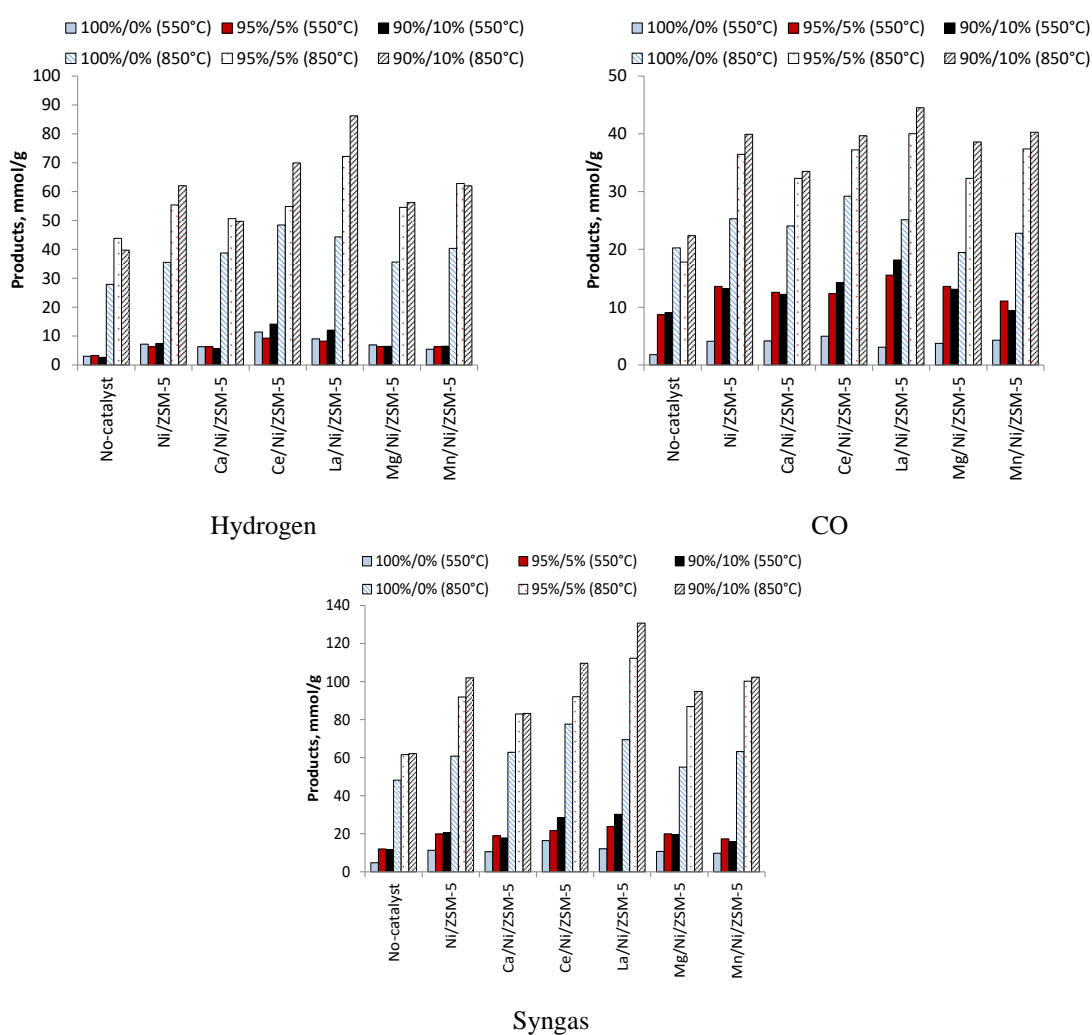 100%/0% (550°C) 95%/5% (550°C) 90%/10% (550°C)
100%/0% (850°C) 95%/5% (850°C) 90%/10% (850°C)
Products, mmol/g
100
90
80
70
60
50
40
30
20
10
0
No-catalyst
Ni/ZSM-5
Ca/Ni/ZSM-5
Ce/Ni/ZSM-5
La/Ni/ZSM-5
Mg/Ni/ZSM-5
Mn/Ni/ZSM-5
Hydrogen
100%/0% (550°C) 95%/5% (550°C) 90%/10% (550°C)
100%/0% (850°C) 95%/5% (850°C) 90%/10% (850°C)
Products, mmol/g
50
40
30
20
10
0
No-catalyst
Ni/ZSM-5
Ca/Ni/ZSM-5
Ce/Ni/ZSM-5
La/Ni/ZSM-5
Mg/Ni/ZSM-5
Mn/Ni/ZSM-5
CO
100%/0% (550°C) 95%/5% (550°C) 90%/10% (550°C)
100%/0% (850°C) 95%/5% (850°C) 90%/10% (850°C)
Products, mmol/g
140
120
100
80
60
40
20
0
No-catalyst
Ni/ZSM-5
Ca/Ni/ZSM-5
Ce/Ni/ZSM-5
La/Ni/ZSM-5
Mg/Ni/ZSM-5
Mn/Ni/ZSM-5
Syngas